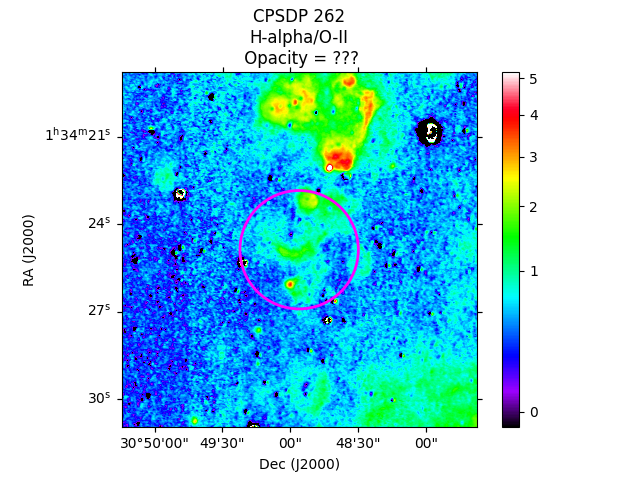 CPSDP 262
H-alpha/O-II
Opacity = ???
1ʰ34ᵐ21ˢ
24ˢ
27ˢ
30ˢ
RA (J2000)
30°50'00" 49'30" 00" 48'30" 00"
Dec (J2000)
5
4
3
2
1
0